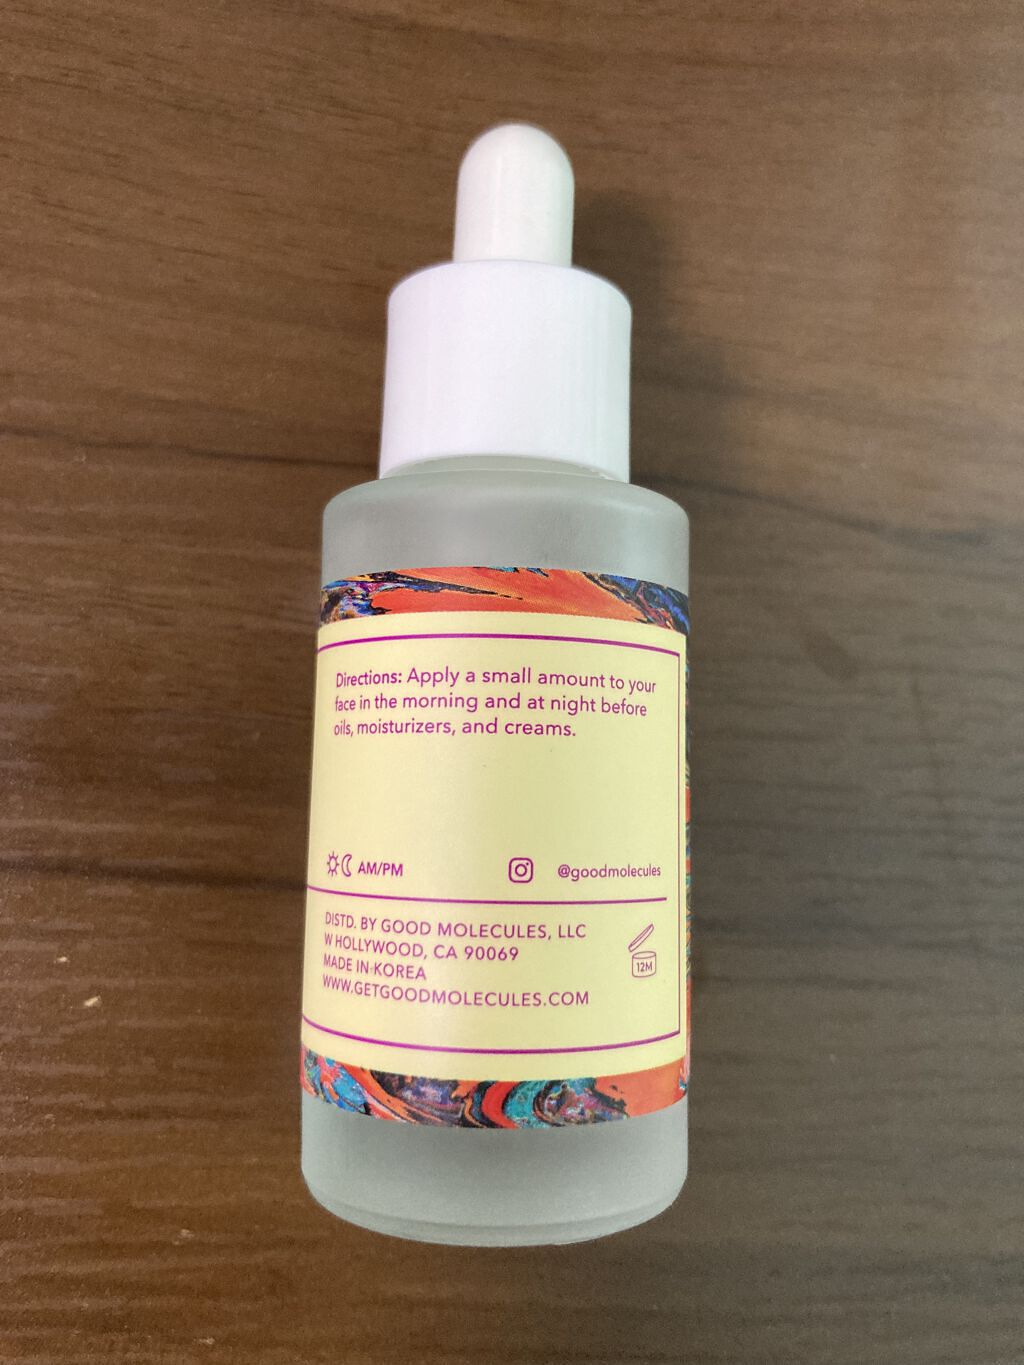 Directions: Apply a small amount to your
face in the morning and at night before
oils, moisturizers, and creams.
AM/PM
@goodmolecules
DISTD. BY GOOD MOLECULES, LLC
W HOLLYWOOD, CA 90069
MADE IN KOREA
WWW.GETGOODMOLECULES.COM
12M